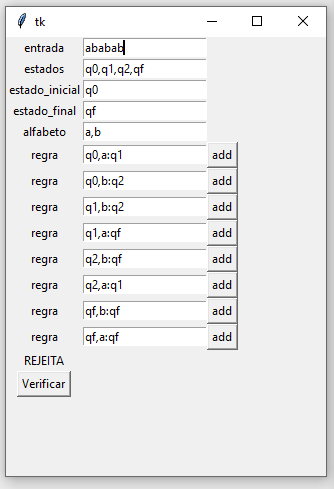 tk
entrada ababab
estados q0,q1,q2,qf
estado_inicial q0
estado_final qf
alfabeto a,b
regra q0,a:q1 add
regra q0,b:q2 add
regra q1,b:q2 add
regra q1,a:qf add
regra q2,b:qf add
regra q2,a:q1 add
regra qf,b:qf add
regra qf,a:qf add
REJEITA
Verificar